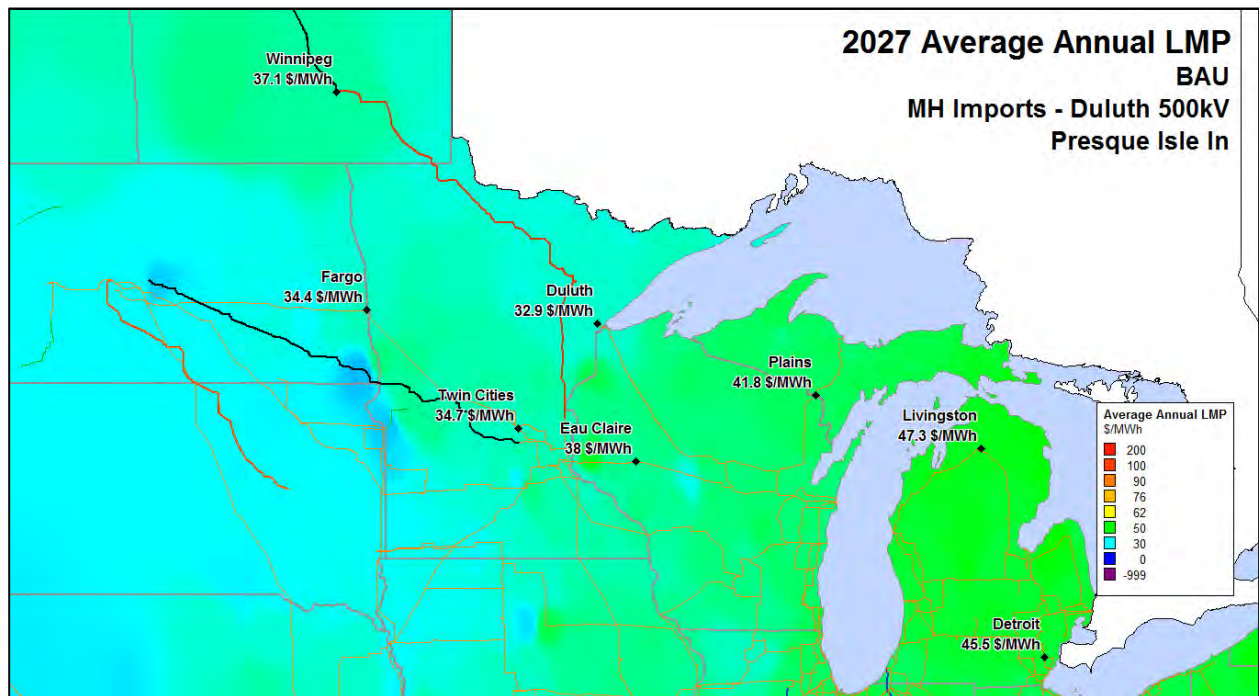 2027 Average Annual LMP
BAU
MH Imports - Duluth 500kV
Presque Isle In
Winnipeg
37.1 $/MWh
Fargo
34.4 $/MWh
Duluth
32.9 $/MWh
Plains
41.8 $/MWh
Twin Cities
34.7 $/MWh
Eau Claire
38 $/MWh
Livingston
47.3 $/MWh
Detroit
45.5 $/MWh
Average Annual LMP
$/MWh
200
100
90
76
62
50
30
0
-999